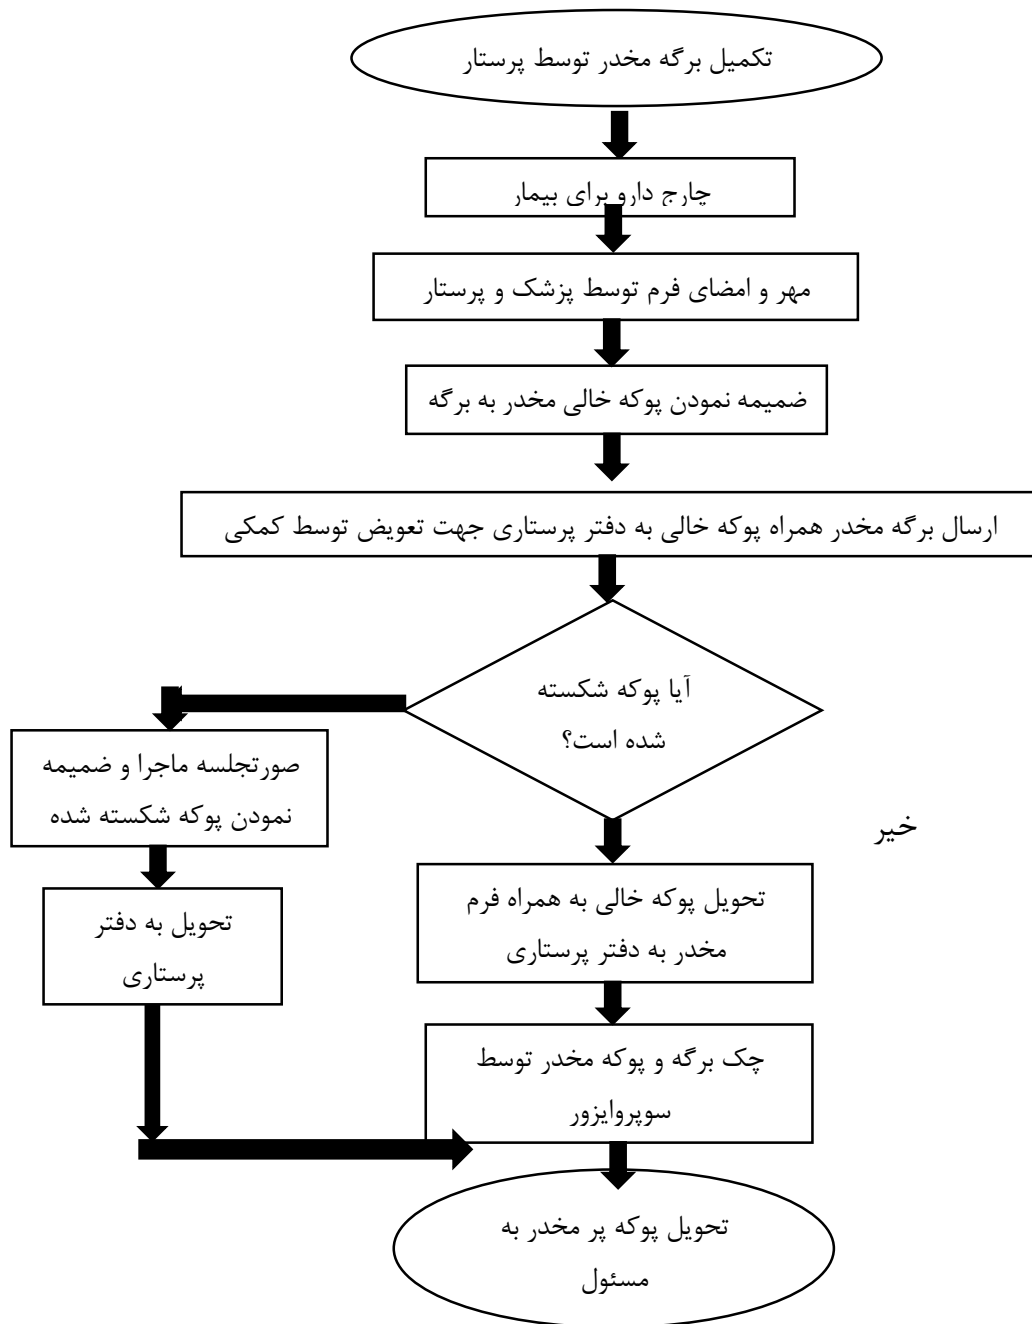 تکمیل برگه مخدر توسط پرستار
چارج دارو برای بیمار
مهر و امضای فرم توسط پزشک و پرستار
ضمیمه نمودن پوکه خالی مخدر به برگه
ارسال برگه مخدر همراه پوکه خالی به دفتر پرستاری جهت تعویض توسط کمکی
آیا پوکه شکسته
شده است؟
صورتجلسه ماجرا و ضمیمه
نمودن پوکه شکسته شده
خیر
تحویل پوکه خالی به همراه فرم
مخدر به دفتر پرستاری
تحویل به دفتر
پرستاری
چک برگه و پوکه مخدر توسط
سوپروایزور
تحویل پوکه پر مخدر به
مسئول